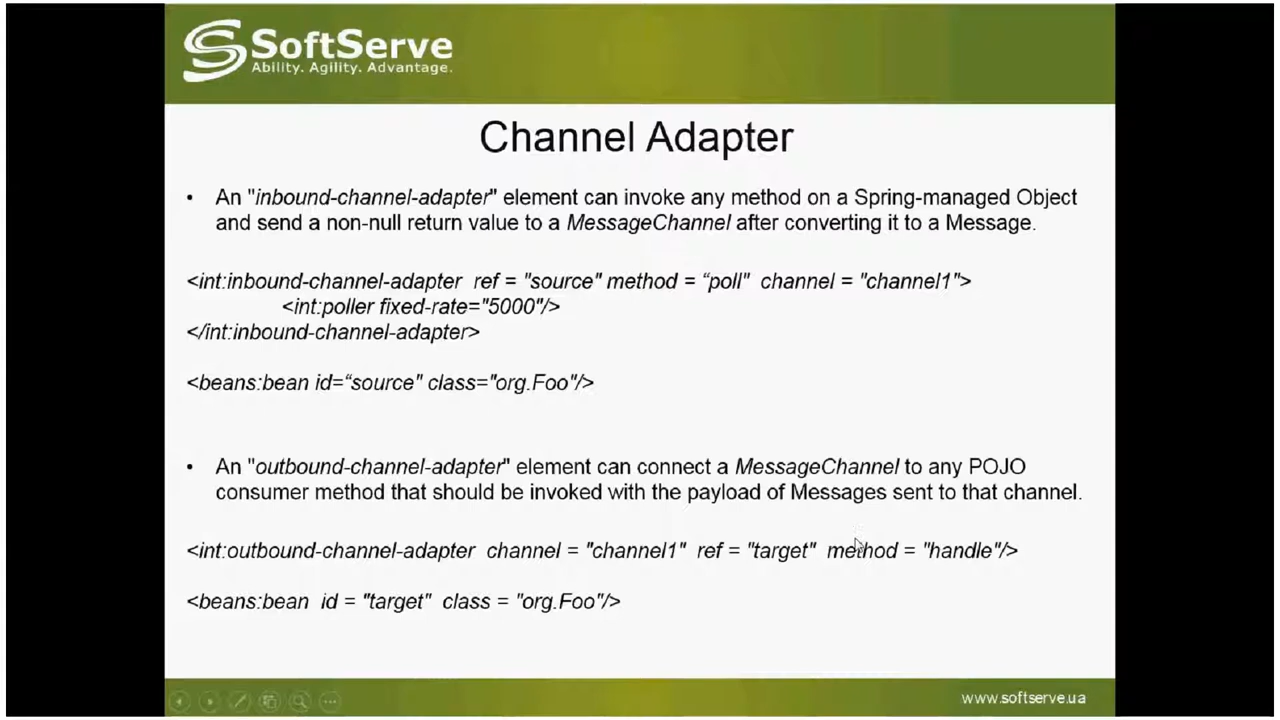 SoftServe
Ability. Agility. Advantage.
Channel Adapter
• An "inbound-channel-adapter" element can invoke any method on a Spring-managed Object
and send a non-null return value to a MessageChannel after converting it to a Message.
<int:inbound-channel-adapter ref = "source" method = “poll" channel = "channel1">
<int:poller fixed-rate="5000"/>
</int:inbound-channel-adapter>
<beans:bean id=“source" class="org.Foo"/>
• An "outbound-channel-adapter" element can connect a MessageChannel to any POJO
consumer method that should be invoked with the payload of Messages sent to that channel.
<int:outbound-channel-adapter channel = "channel1" ref = "target" method = "handle"/>
<beans:bean id = "target" class = "org.Foo"/>
www.softserve.ua